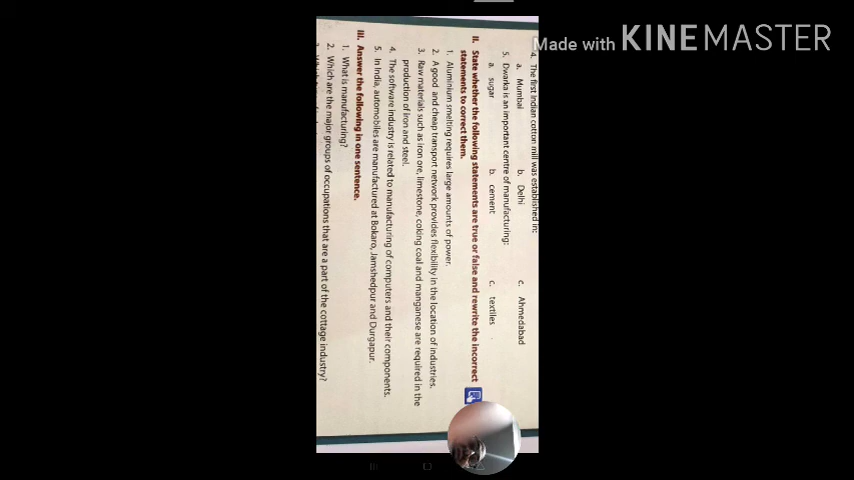 Made with KINEMASTER
4. The first Indian cotton mill was established in:
a. Mumbai b. Delhi c. Ahmedabad
5. Dwarka is an important centre of manufacturing:
a. sugar b. cement c. textiles
II. State whether the following statements are true or false and rewrite the incorrect
statements to correct them.
1. Aluminium smelting requires large amounts of power.
2. A good and cheap transport network provides flexibility in the location of industries.
3. Raw materials such as iron ore, limestone, coking coal and manganese are required in the
production of iron and steel.
4. The software industry is related to manufacturing of computers and their components.
5. In India, automobiles are manufactured at Bokaro, Jamshedpur and Durgapur.
III. Answer the following in one sentence.
1. What is manufacturing?
2. Which are the major groups of occupations that are a part of the cottage industry?